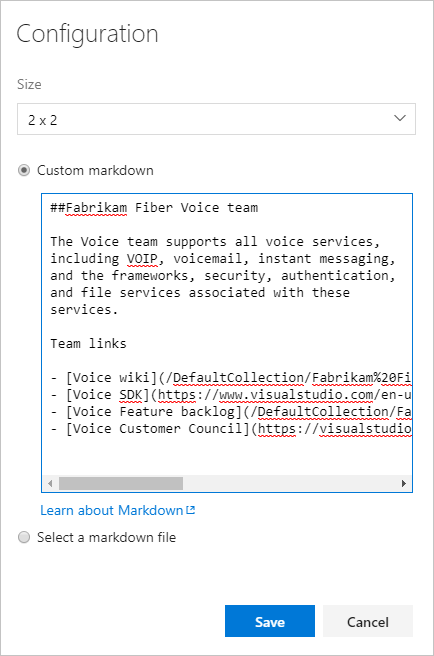 Configuration
Size
2 x 2
Custom markdown
##Fabrikam Fiber Voice team
The Voice team supports all voice services,
including VOIP, voicemail, instant messaging,
and the frameworks, security, authentication,
and file services associated with these
services.
Team links
- [Voice wiki](/DefaultCollection/Fabrikam%20Fi
- [Voice SDK](https://www.visualstudio.com/en-u
- [Voice Feature backlog](/DefaultCollection/Fa
- [Voice Customer Council](https://visualstudio
Learn about Markdown
Select a markdown file
Save
Cancel